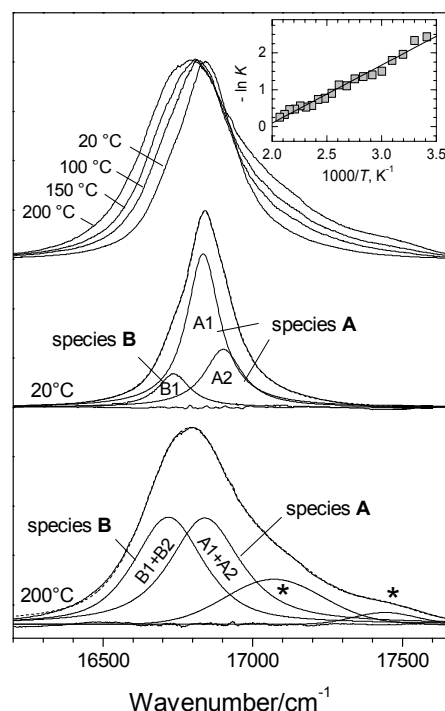 - ln K
2
1
0
2.0 2.5 3.0 3.5
1000/T, K-1
20 °C
100 °C
150 °C
200 °C
species B
A1
species A
B1
A2
20°C
species B
species A
B1+B2
A1+A2
*
*
200°C
16500 17000 17500
Wavenumber/cm-1